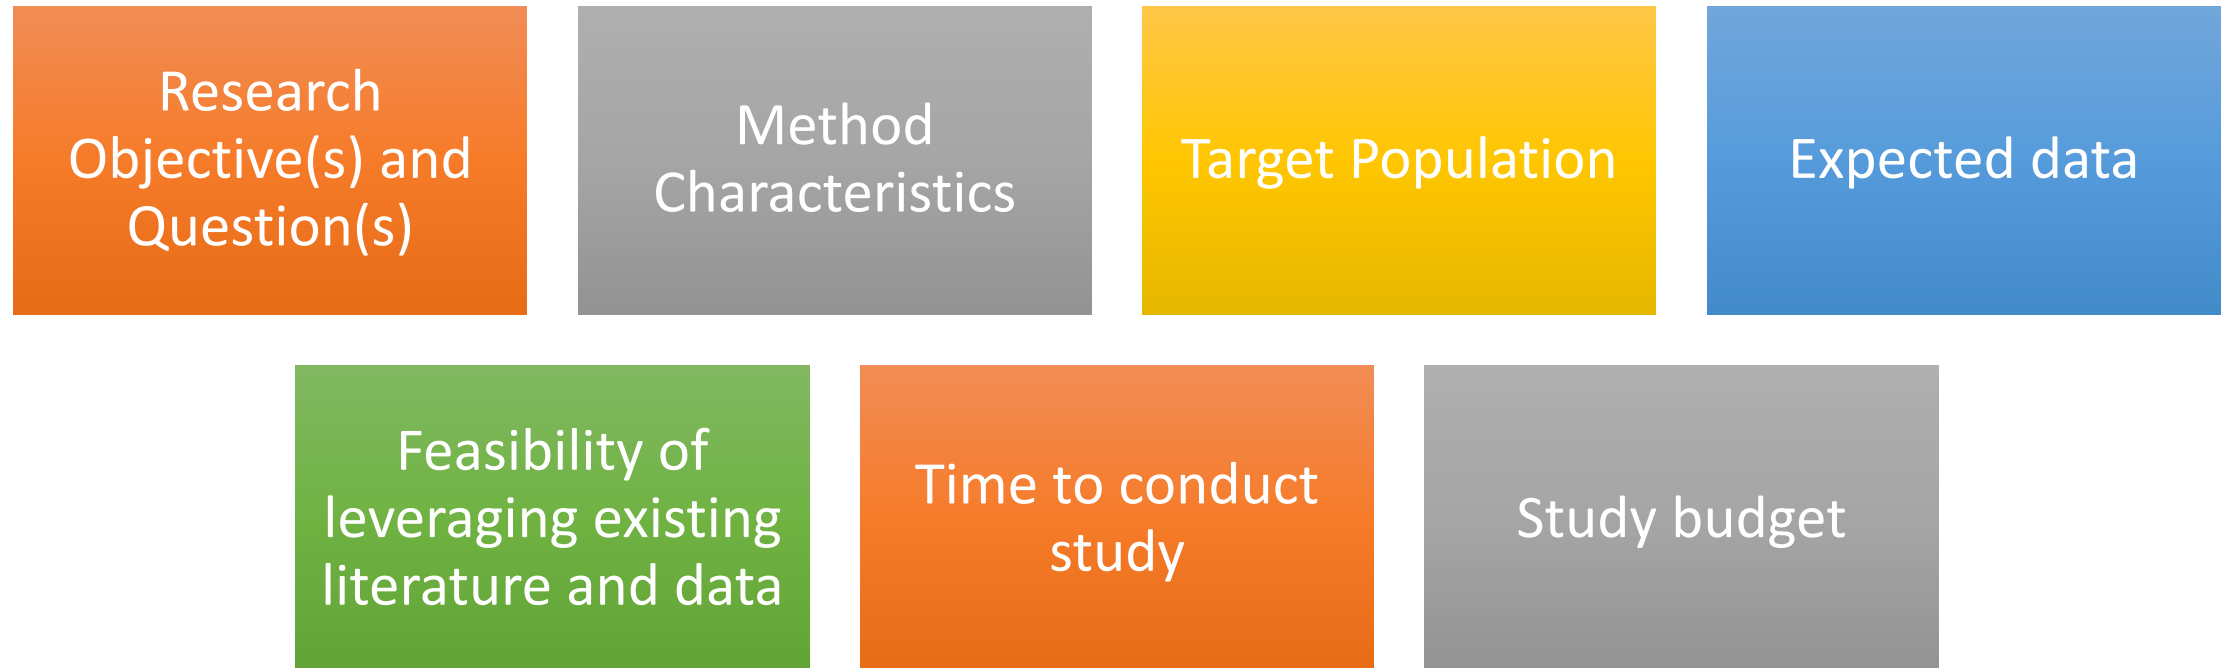 Research
Objective(s) and
Question(s)
Method
Characteristics
Target Population
Expected data
Feasibility of
leveraging existing
literature and data
Time to conduct
study
Study budget